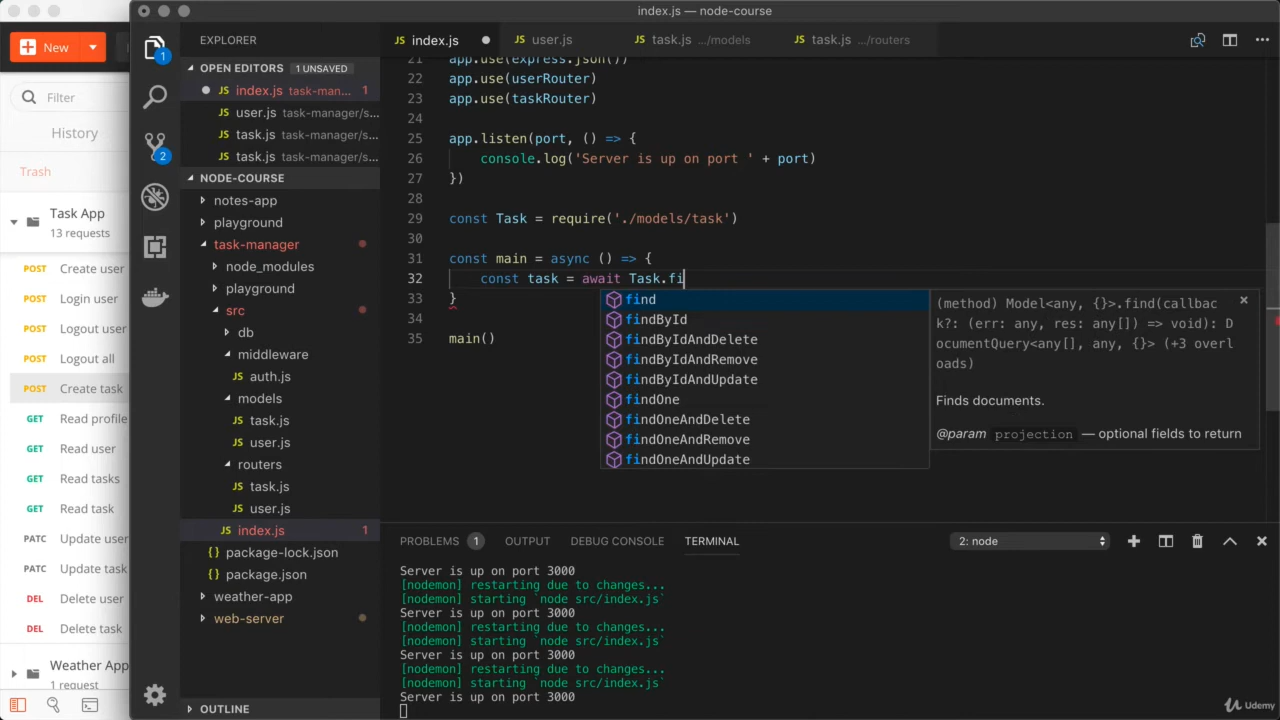 index.js — node-course
New
Filter
History
Trash
Task App
13 requests
POST Create user
POST Login user
POST Logout user
POST Logout all
POST Create task
GET Read profile
GET Read user
GET Read tasks
GET Read task
PATC Update user
PATC Update task
DEL Delete user
DEL Delete task
Weather App
1 request
1
2
EXPLORER
OPEN EDITORS 1 UNSAVED
JS index.js task-man... 1
JS user.js task-manager/s...
JS task.js task-manager/s...
JS task.js task-manager/s...
NODE-COURSE
notes-app
playground
task-manager
node_modules
playground
src
db
middleware
JS auth.js
models
JS task.js
JS user.js
routers
JS task.js
JS user.js
JS index.js 1
{} package-lock.json
{} package.json
weather-app
web-server
OUTLINE
JS index.js JS user.js JS task.js .../models JS task.js .../routers
21 app.use(express.json())
22 app.use(userRouter)
23 app.use(taskRouter)
24
25 app.listen(port, () => {
26 console.log('Server is up on port ' + port)
27 })
28
29 const Task = require('./models/task')
30
31 const main = async () => {
32 const task = await Task.fi
33 }
34
35 main()
find
findById
findByIdAndDelete
findByIdAndRemove
findByIdAndUpdate
findOne
findOneAndDelete
findOneAndRemove
findOneAndUpdate
(method) Model<any, {}>.find(callbac
k?: (err: any, res: any[]) => void): D
ocumentQuery<any[], any, {}> (+3 overl
oads)
Finds documents.
@param projection — optional fields to return
PROBLEMS 1 OUTPUT DEBUG CONSOLE TERMINAL 2: node
Server is up on port 3000
[nodemon] restarting due to changes...
[nodemon] starting `node src/index.js`
Server is up on port 3000
[nodemon] restarting due to changes...
[nodemon] starting `node src/index.js`
Server is up on port 3000
[nodemon] restarting due to changes...
[nodemon] starting `node src/index.js`
Server is up on port 3000
Udemy